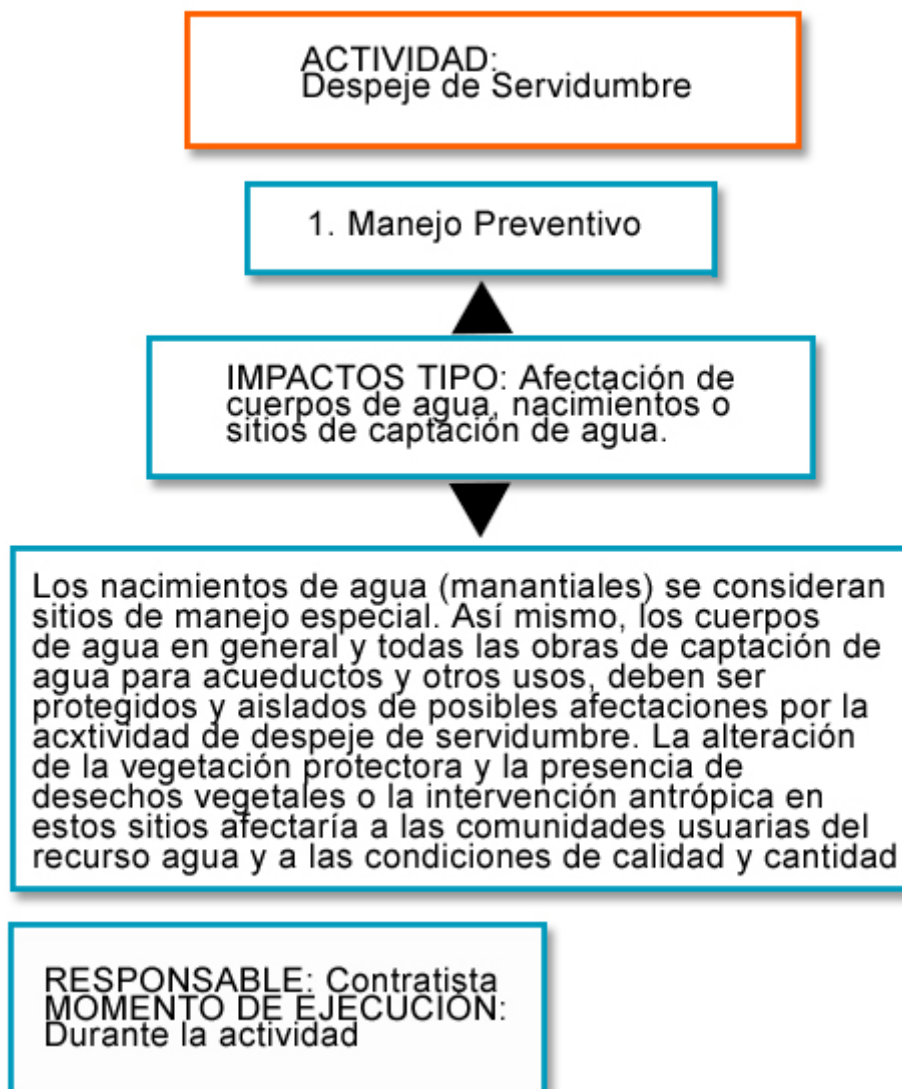 ACTIVIDAD:
Despeje de Servidumbre
1. Manejo Preventivo
IMPACTOS TIPO: Afectación de
cuerpos de agua, nacimientos o
sitios de captación de agua.
Los nacimientos de agua (manantiales) se consideran
sitios de manejo especial. Así mismo, los cuerpos
de agua en general y todas las obras de captación de
agua para acueductos y otros usos, deben ser
protegidos y aislados de posibles afectaciones por la
acxtividad de despeje de servidumbre. La alteración
de la vegetación protectora y la presencia de
desechos vegetales o la intervención antrópica en
estos sitios afectaría a las comunidades usuarias del
recurso agua y a las condiciones de calidad y cantidad
RESPONSABLE: Contratista
MOMENTO DE EJECUCIÓN:
Durante la actividad